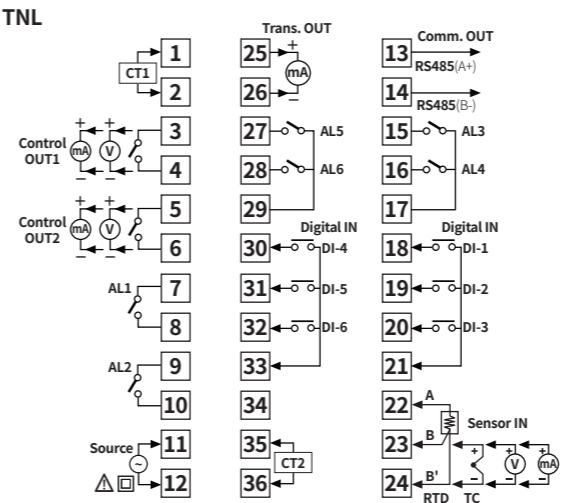 TNL
Trans. OUT
Comm. OUT
1
25
+
13
CT1
mA
RS485(A+)
2
26
−
14
RS485(B-)
+
+
3
27
AL5
15
AL3
Control
OUT1
mA
V
−
−
4
28
AL6
16
AL4
+
+
5
29
17
Control
OUT2
mA
V
−
−
6
Digital IN
30
DI-4
Digital IN
18
DI-1
AL1
7
31
DI-5
19
DI-2
8
32
DI-6
20
DI-3
AL2
9
33
21
10
34
22
A
Sensor IN
Source
11
35
23
B
+
+
+
~
CT2
V
mA
12
36
24
B'
−
−
−
RTD
TC